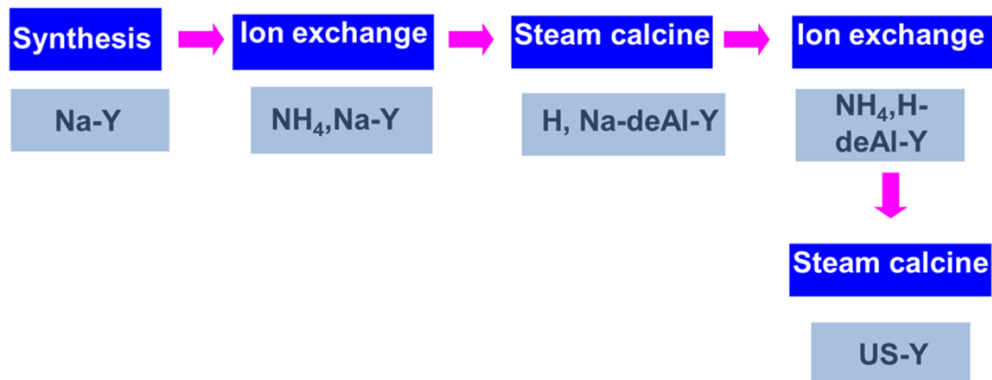 Synthesis
Ion exchange
Steam calcine
Ion exchange
Na-Y
NH₄,Na-Y
H, Na-deAl-Y
NH₄,H-
deAl-Y
Steam calcine
US-Y